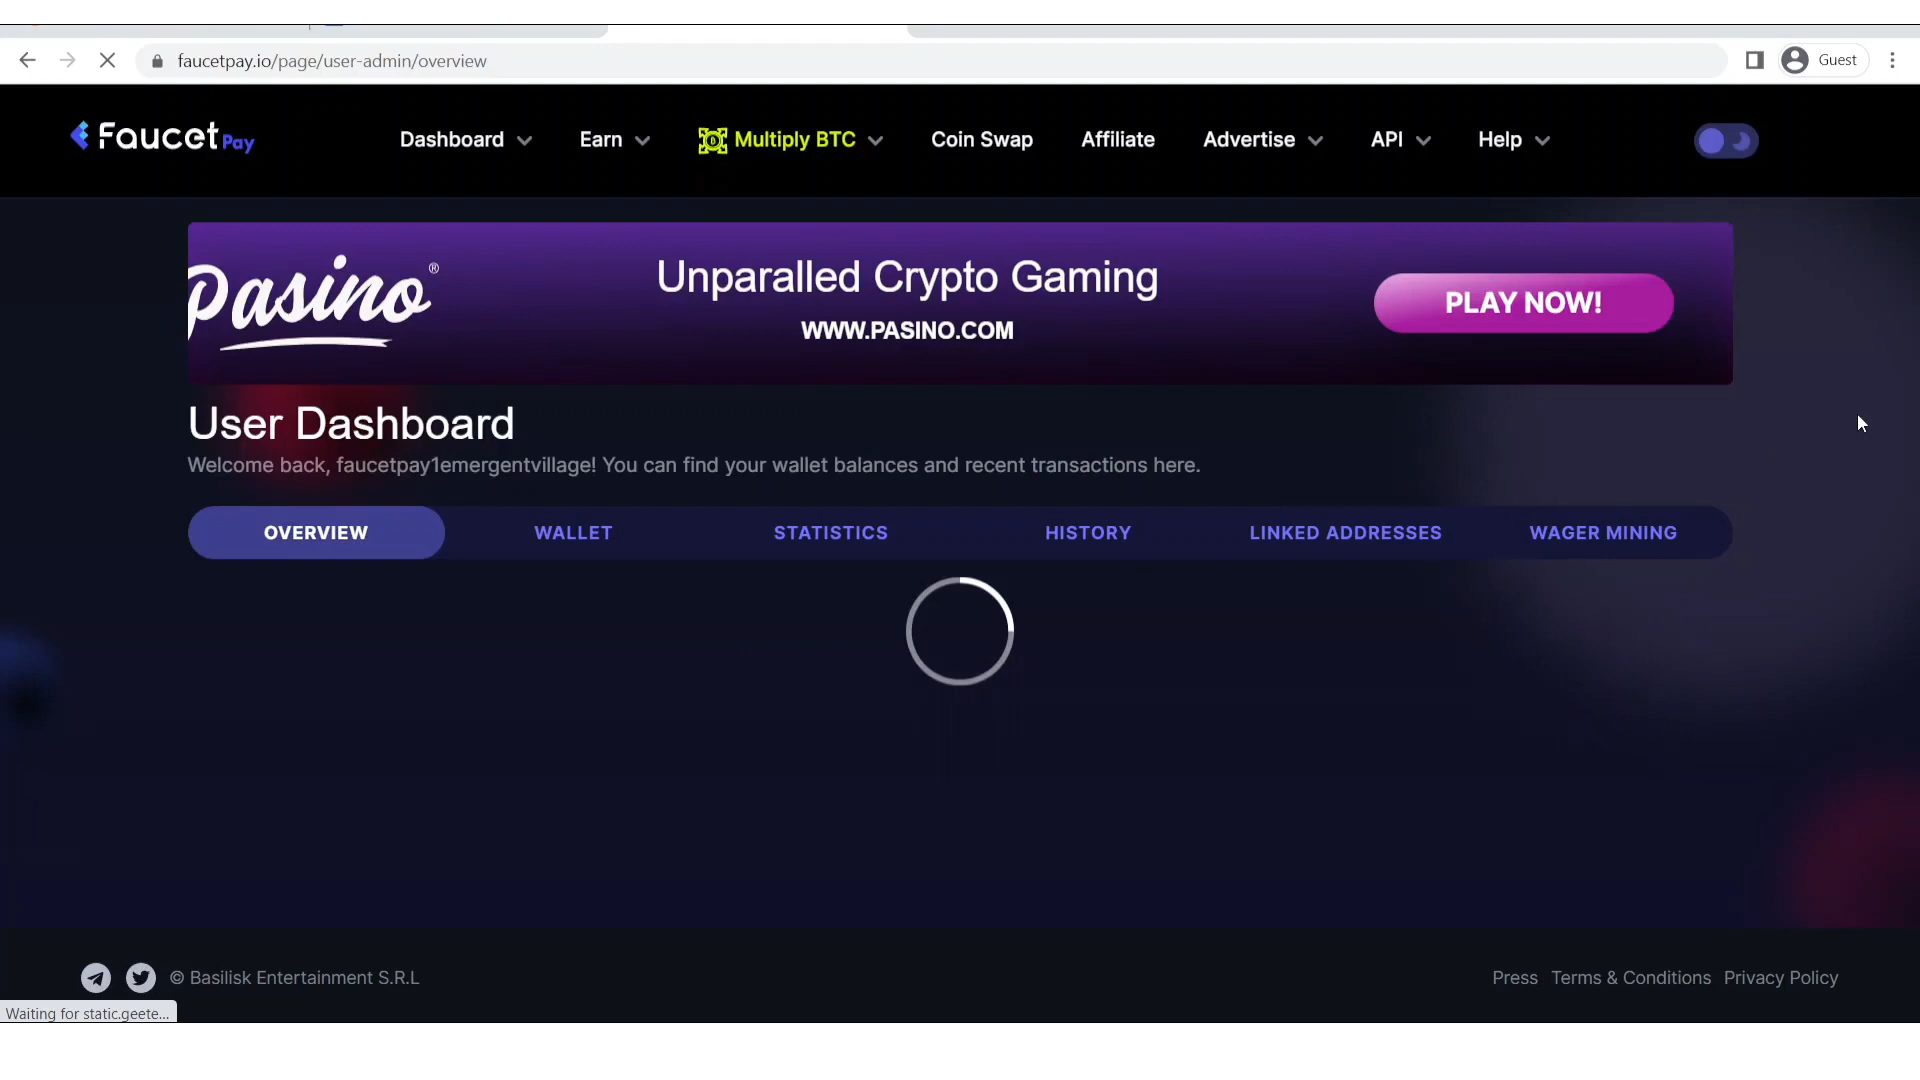 faucetpay.io/page/user-admin/overview
Guest
FaucetPay
Dashboard
Earn
Multiply BTC
Coin Swap
Affiliate
Advertise
API
Help
Pasino®
Unparalled Crypto Gaming
WWW.PASINO.COM
PLAY NOW!
User Dashboard
Welcome back, faucetpay1emergentvillage! You can find your wallet balances and recent transactions here.
OVERVIEW
WALLET
STATISTICS
HISTORY
LINKED ADDRESSES
WAGER MINING
© Basilisk Entertainment S.R.L
Press
Terms & Conditions
Privacy Policy
Waiting for static.geete...